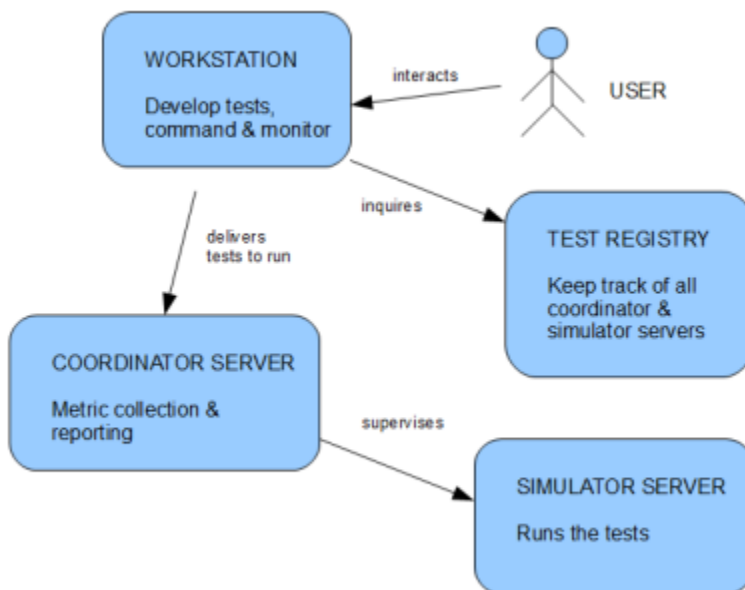 WORKSTATION
Develop tests,
command & monitor
interacts
USER
inquires
TEST REGISTRY
Keep track of all
coordinator &
simulator servers
delivers
tests to run
COORDINATOR SERVER
Metric collection &
reporting
supervises
SIMULATOR SERVER
Runs the tests